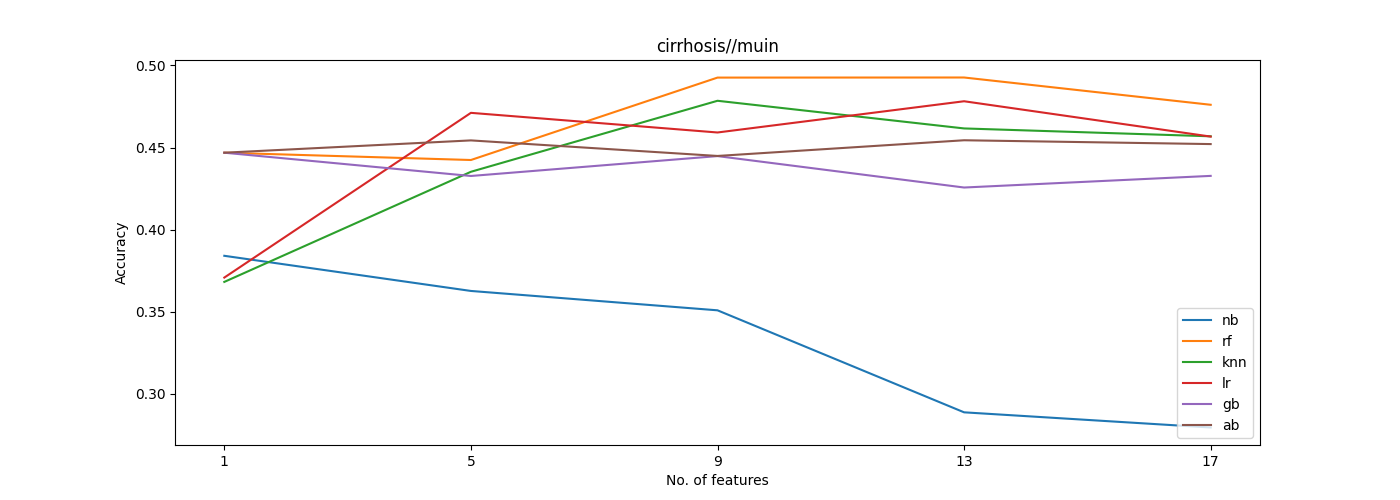 cirrhosis//muin
Accuracy
0.50
0.45
0.40
0.35
0.30
1 5 9 13 17
No. of features
nb
rf
knn
lr
gb
ab